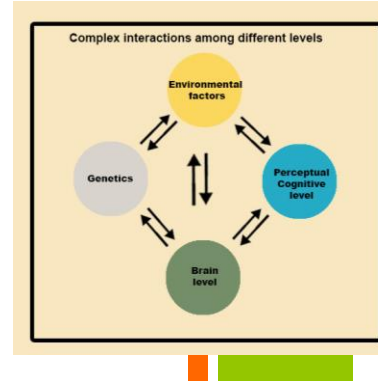 Complex interactions among different levels
Environmental
factors
Genetics
Perceptual
Cognitive
level
Brain
level